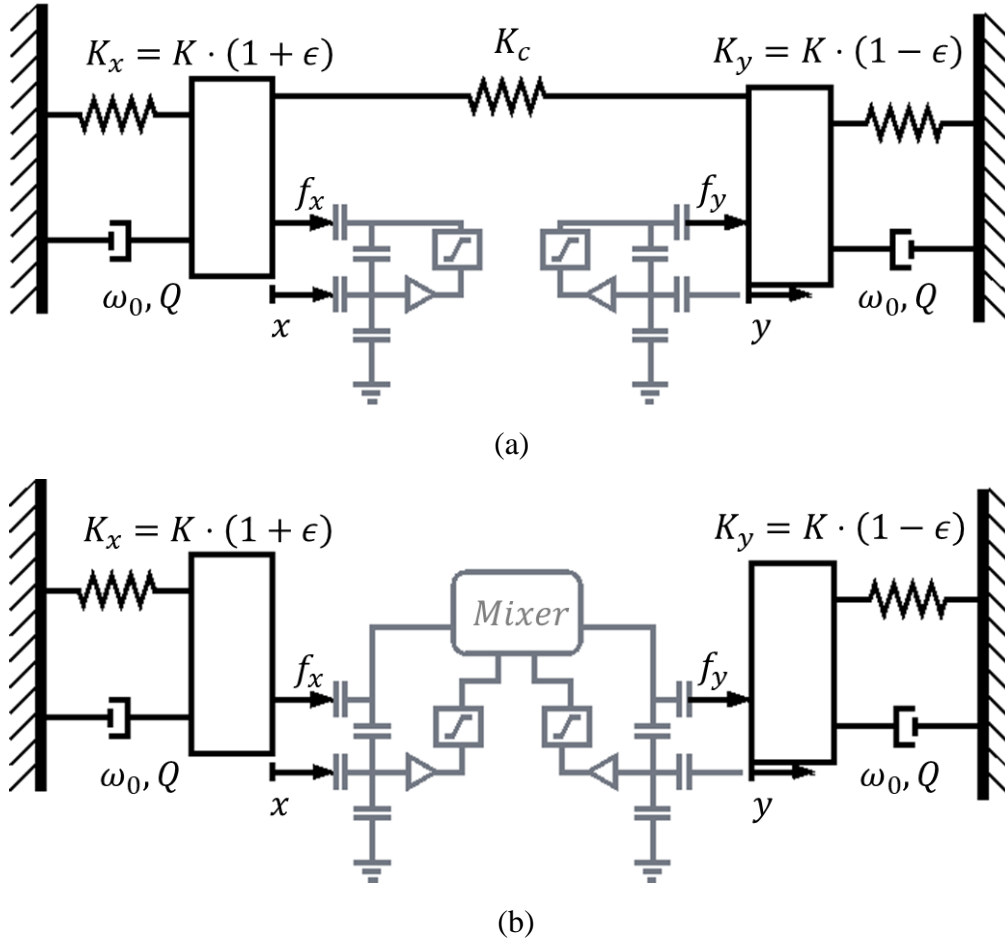 K_c
K_x = K · (1 + ϵ)
K_y = K · (1 − ϵ)
f_x
f_y
ω_0, Q
x
y
ω_0, Q
(a)
K_x = K · (1 + ϵ)
K_y = K · (1 − ϵ)
Mixer
f_x
f_y
ω_0, Q
x
y
ω_0, Q
(b)